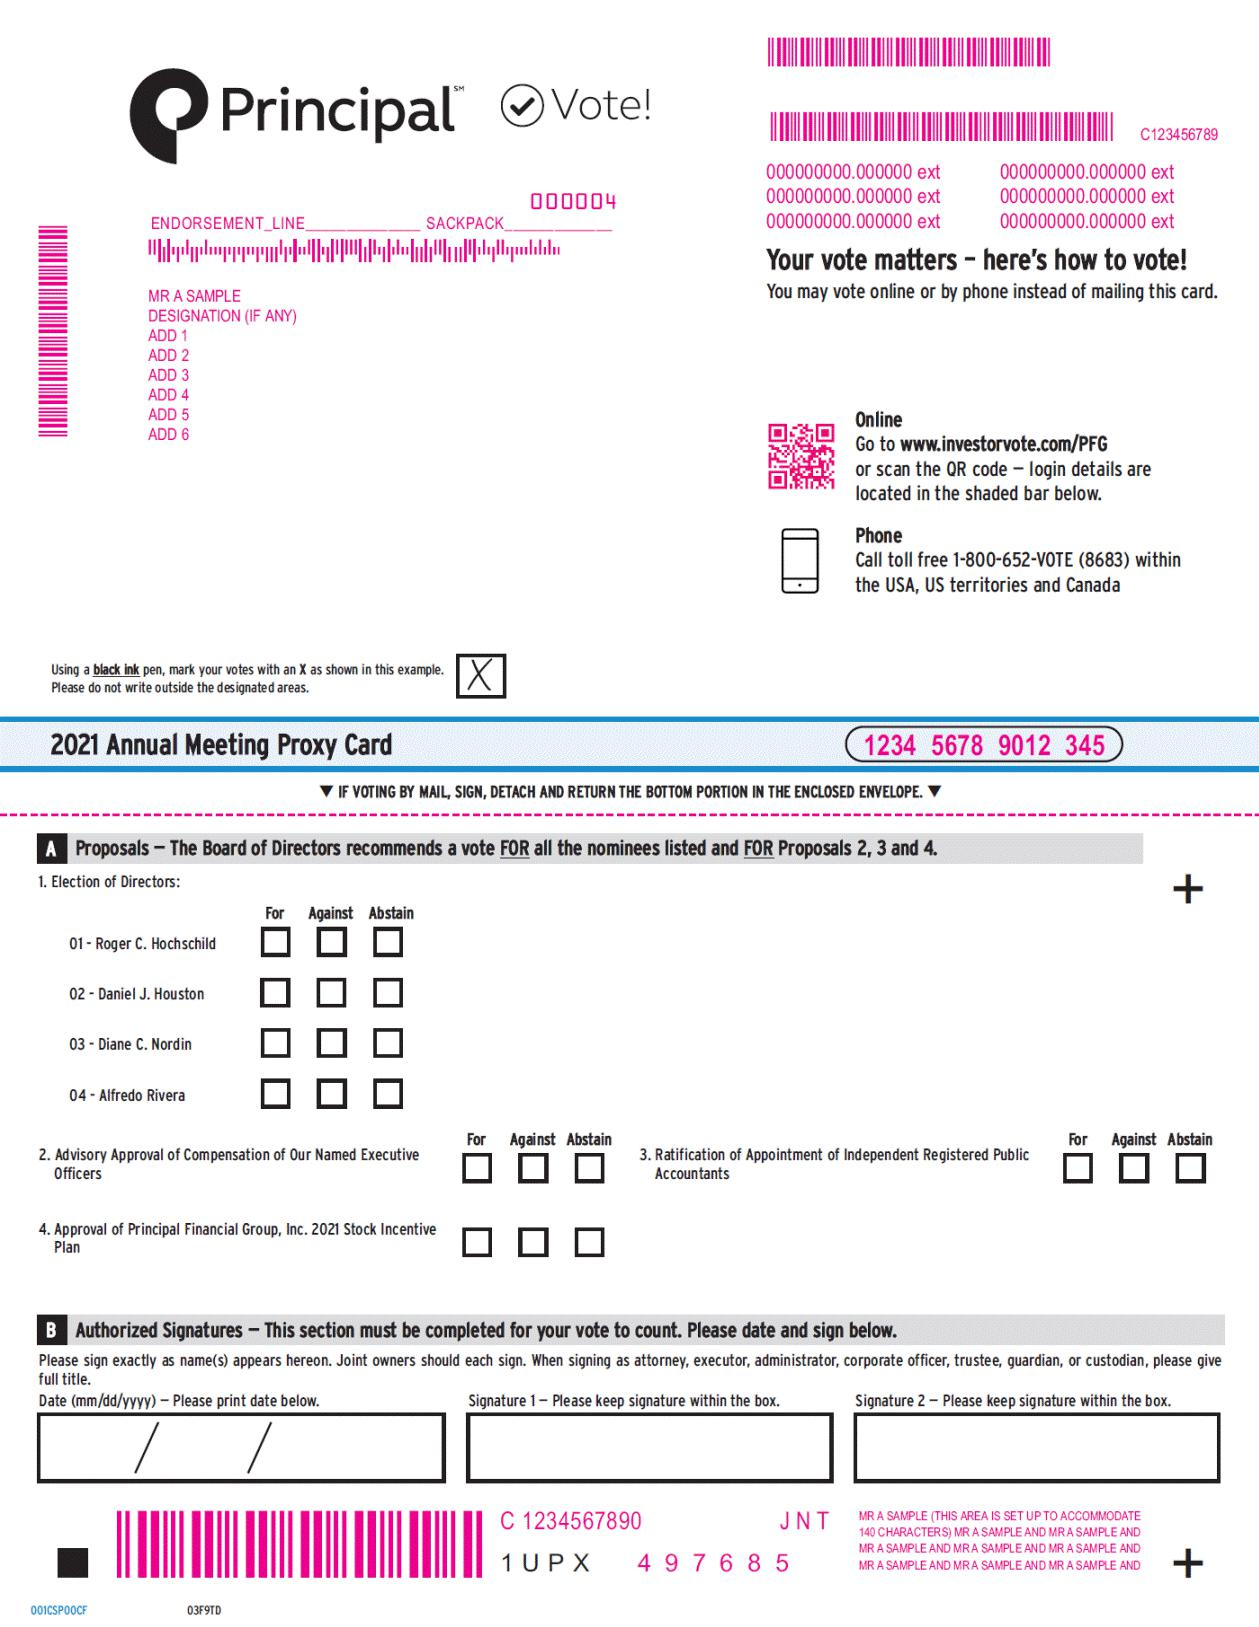 Principal℠
Vote!
C123456789
000004
000000000.000000 ext 000000000.000000 ext
000000000.000000 ext 000000000.000000 ext
000000000.000000 ext 000000000.000000 ext
ENDORSEMENT_LINE______________ SACKPACK_____________
MR A SAMPLE
DESIGNATION (IF ANY)
ADD 1
ADD 2
ADD 3
ADD 4
ADD 5
ADD 6
Your vote matters – here's how to vote!
You may vote online or by phone instead of mailing this card.
Online
Go to www.investorvote.com/PFG
or scan the QR code – login details are
located in the shaded bar below.
Phone
Call toll free 1-800-652-VOTE (8683) within
the USA, US territories and Canada
Using a black ink pen, mark your votes with an X as shown in this example.
Please do not write outside the designated areas.
X
2021 Annual Meeting Proxy Card
1234 5678 9012 345
▼ IF VOTING BY MAIL, SIGN, DETACH AND RETURN THE BOTTOM PORTION IN THE ENCLOSED ENVELOPE. ▼
A Proposals – The Board of Directors recommends a vote FOR all the nominees listed and FOR Proposals 2, 3 and 4.
1. Election of Directors:
+
For Against Abstain
01 - Roger C. Hochschild
02 - Daniel J. Houston
03 - Diane C. Nordin
04 - Alfredo Rivera
For Against Abstain
2. Advisory Approval of Compensation of Our Named Executive
Officers
For Against Abstain
3. Ratification of Appointment of Independent Registered Public
Accountants
4. Approval of Principal Financial Group, Inc. 2021 Stock Incentive
Plan
B Authorized Signatures – This section must be completed for your vote to count. Please date and sign below.
Please sign exactly as name(s) appears hereon. Joint owners should each sign. When signing as attorney, executor, administrator, corporate officer, trustee, guardian, or custodian, please give
full title.
Date (mm/dd/yyyy) – Please print date below.
Signature 1 – Please keep signature within the box.
Signature 2 – Please keep signature within the box.
/ /
C 1234567890 J N T
1 U P X 4 9 7 6 8 5
MR A SAMPLE (THIS AREA IS SET UP TO ACCOMMODATE
140 CHARACTERS) MR A SAMPLE AND MR A SAMPLE AND
MR A SAMPLE AND MR A SAMPLE AND MR A SAMPLE AND
MR A SAMPLE AND MR A SAMPLE AND MR A SAMPLE AND
+
001CSP00CF
03F9TD